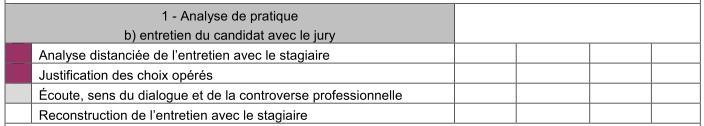 1 - Analyse de pratique
b) entretien du candidat avec le jury
Analyse distanciée de l'entretien avec le stagiaire
Justification des choix opérés
Écoute, sens du dialogue et de la controverse professionnelle
Reconstruction de l'entretien avec le stagiaire